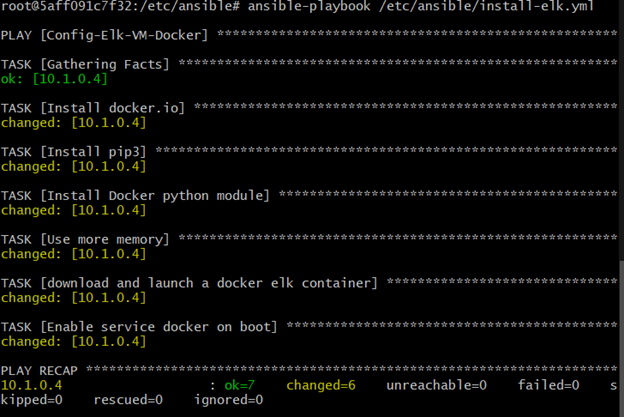 root@5aff091c7f32:/etc/ansible# ansible-playbook /etc/ansible/install-elk.yml
PLAY [Config-Elk-VM-Docker] ****************************************************
TASK [Gathering Facts] *********************************************************
ok: [10.1.0.4]
TASK [Install docker.io] *******************************************************
changed: [10.1.0.4]
TASK [Install pip3] ************************************************************
changed: [10.1.0.4]
TASK [Install Docker python module] ********************************************
changed: [10.1.0.4]
TASK [Use more memory] *********************************************************
changed: [10.1.0.4]
TASK [download and launch a docker elk container] ******************************
changed: [10.1.0.4]
TASK [Enable service docker on boot] *******************************************
changed: [10.1.0.4]
PLAY RECAP *********************************************************************
10.1.0.4                   : ok=7    changed=6    unreachable=0    failed=0    s
kipped=0    rescued=0    ignored=0